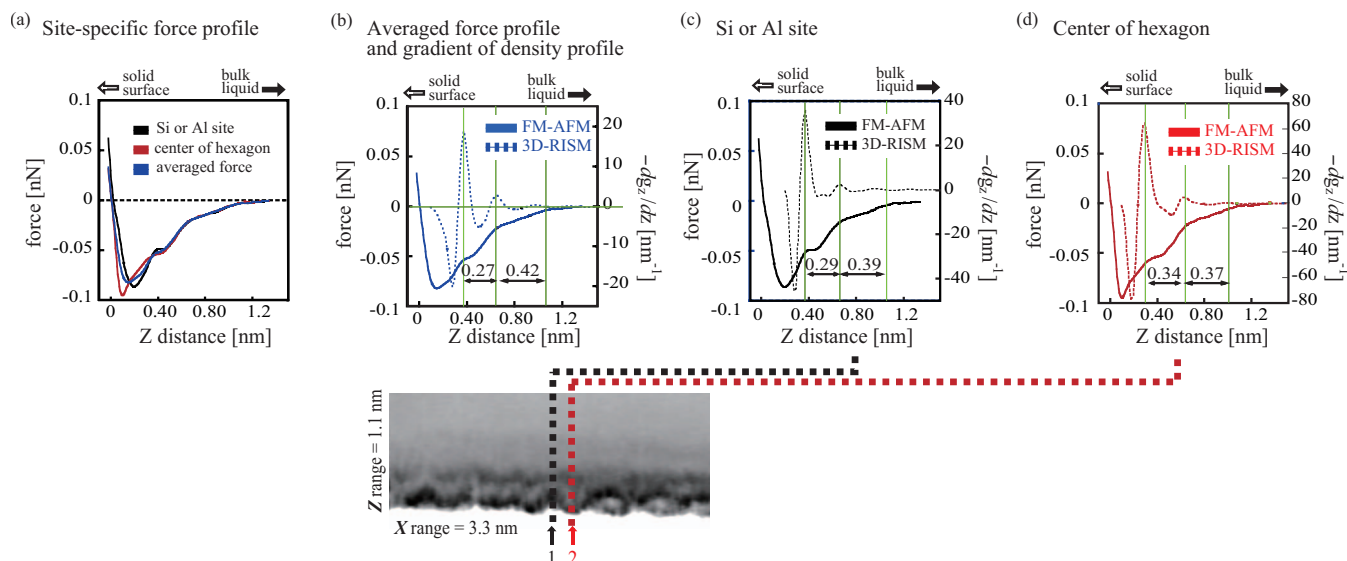 (a) Site-specific force profile
solid
surface
bulk
liquid
0.1
0.05
0
-0.05
-0.1
force [nN]
Si or Al site
center of hexagon
averaged force
0 0.40 0.80 1.2
Z distance [nm]
(b) Averaged force profile
and gradient of density profile
solid
surface
bulk
liquid
0.1
0.05
0
-0.05
-0.1
force [nN]
FM-AFM
3D-RISM
0.27 0.42
20
10
0
-10
-20
−dgz/dz [nm⁻¹]
0 0.40 0.80 1.2
Z distance [nm]
(c) Si or Al site
solid
surface
bulk
liquid
0.1
0.05
0
-0.05
-0.1
force [nN]
FM-AFM
3D-RISM
0.29 0.39
40
20
0
-20
-40
−dgz/dz [nm⁻¹]
0 0.40 0.80 1.2
Z distance [nm]
(d) Center of hexagon
solid
surface
bulk
liquid
0.1
0.05
0
-0.05
-0.1
force [nN]
FM-AFM
3D-RISM
0.34 0.37
80
60
40
20
0
-20
-40
-60
-80
−dgz/dz [nm⁻¹]
0 0.40 0.80 1.2
Z distance [nm]
Z range = 1.1 nm
X range = 3.3 nm
1 2